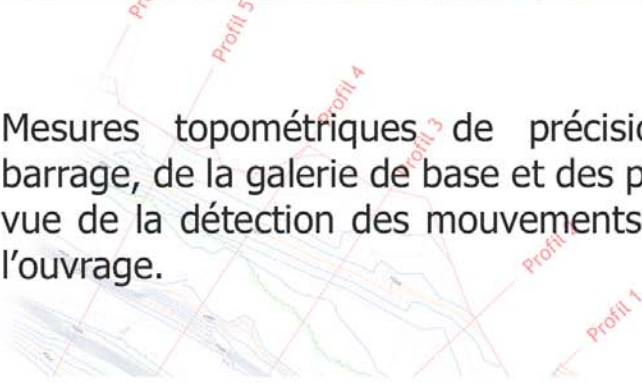 Profil 5
Profil 4
Profil 3
Mesures topométriques de
barrage, de la galerie de base et des
vue de la détection des mouvements
l'ouvrage.
Profil
Profil 1